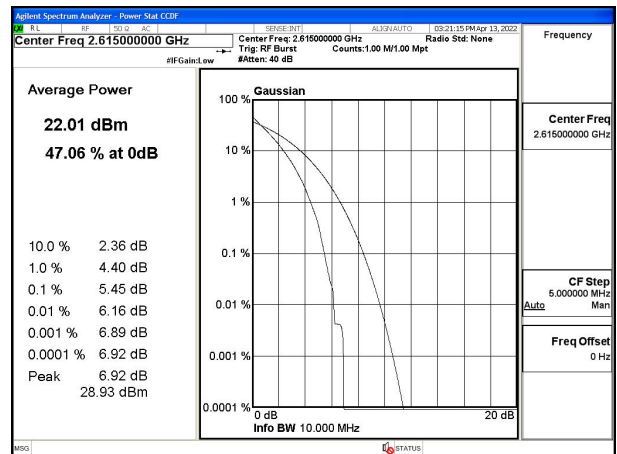 Agilent Spectrum Analyzer - Power Stat CCDF
RL RF 50 Ω AC SENSE:INT ALIGN AUTO 03:21:15 PM Apr 13, 2022
Center Freq 2.615000000 GHz
Center Freq: 2.615000000 GHz Radio Std: None
Trig: RF Burst Counts:1.00 M/1.00 Mpt
#IFGain:Low #Atten: 40 dB
Frequency
Average Power
22.01 dBm
47.06 % at 0dB
10.0 % 2.36 dB
1.0 % 4.40 dB
0.1 % 5.45 dB
0.01 % 6.16 dB
0.001 % 6.89 dB
0.0001 % 6.92 dB
Peak 6.92 dB
28.93 dBm
Gaussian
100 %
10 %
1 %
0.1 %
0.01 %
0.001 %
0.0001 %
0 dB 20 dB
Info BW 10.000 MHz
Center Freq
2.615000000 GHz
CF Step
5.000000 MHz
Auto Man
Freq Offset
0 Hz
MSG STATUS